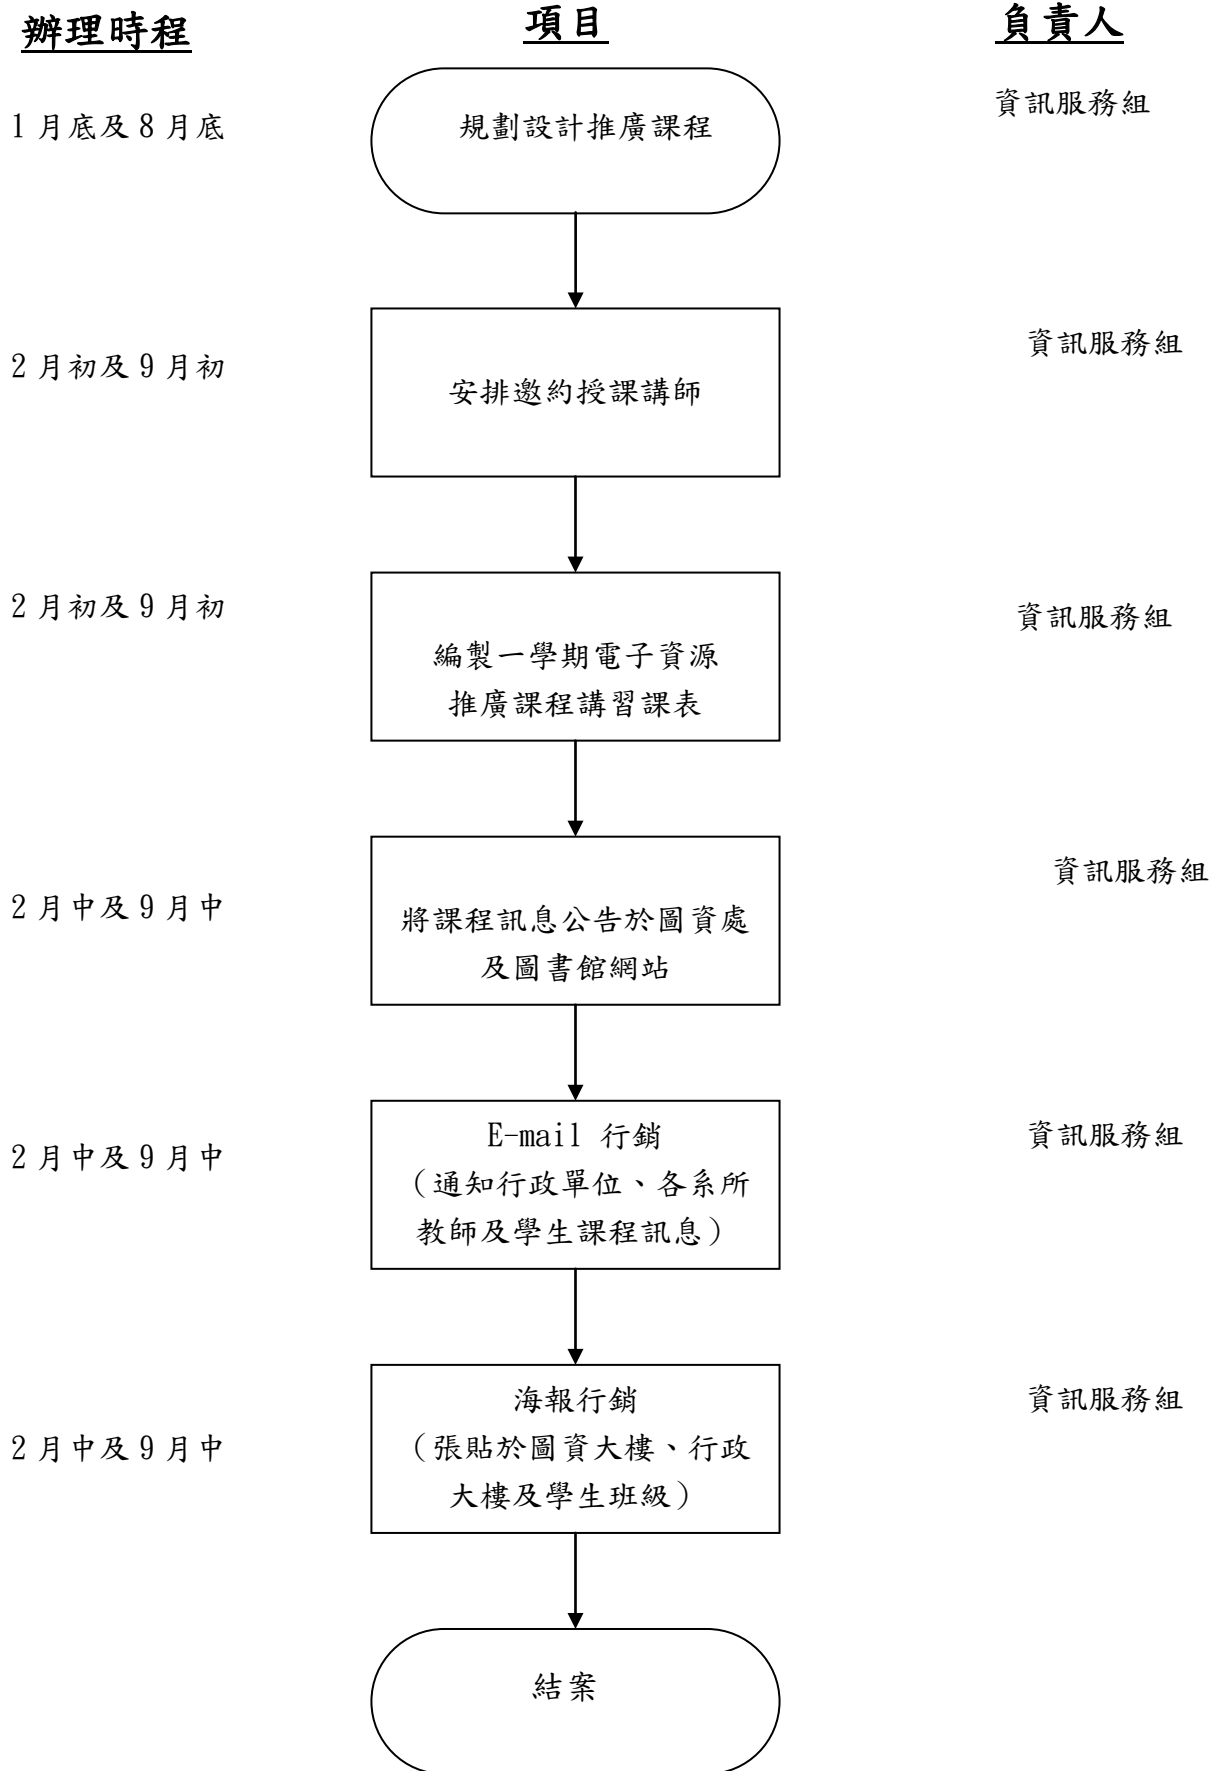 辦理時程 項目 負責人
1月底及8月底 規劃設計推廣課程 資訊服務組
2月初及9月初 安排邀約授課講師 資訊服務組
2月初及9月初 資訊服務組
編製一學期電子資源
推廣課程講習課表
資訊服務組
2月中及9月中 將課程訊息公告於圖資處
及圖書館網站
E-mail 行銷 資訊服務組
2月中及9月中
（通知行政單位、各系所
教師及學生課程訊息）
海報行銷 資訊服務組
2月中及9月中 （張貼於圖資大樓、行政
大樓及學生班級）
結案